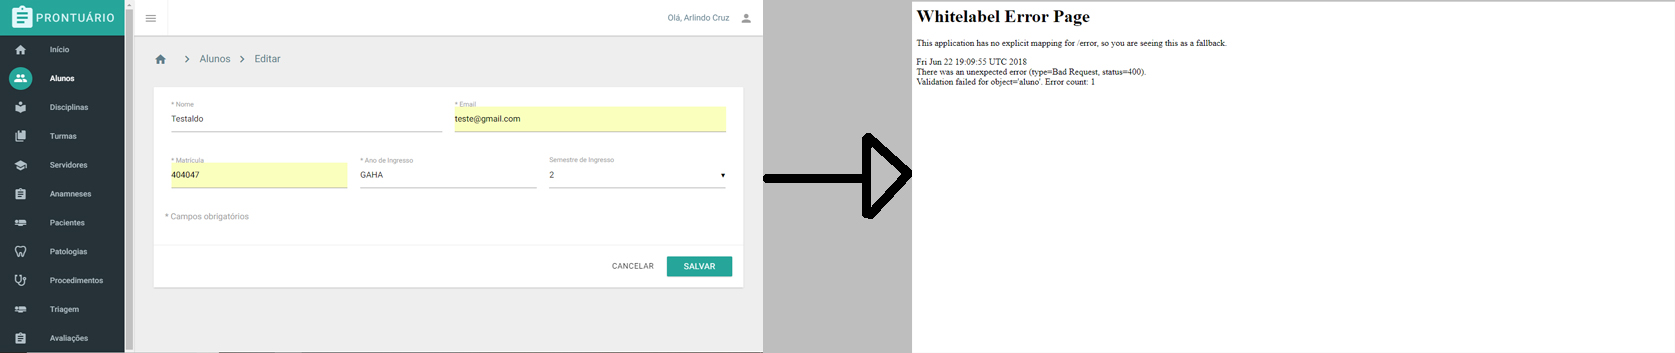 PRONTUÁRIO
Olá, Arlindo Cruz
Início
Alunos
Disciplinas
Turmas
Servidores
Anamneses
Pacientes
Patologias
Procedimentos
Triagem
Avaliações
Alunos
Editar
* Nome
Testaldo
* Email
teste@gmail.com
* Matrícula
404047
* Ano de Ingresso
GAHA
Semestre de Ingresso
2
* Campos obrigatórios
CANCELAR
SALVAR
Whitelabel Error Page
This application has no explicit mapping for /error, so you are seeing this as a fallback.
Fri Jun 22 19:09:55 UTC 2018
There was an unexpected error (type=Bad Request, status=400).
Validation failed for object='aluno'. Error count: 1